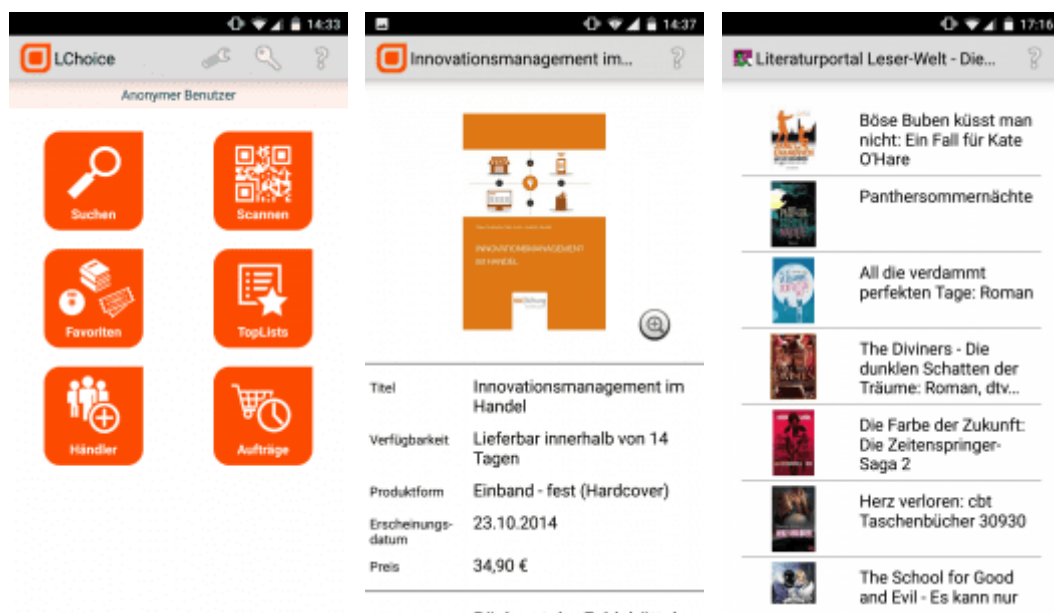 14:33
LChoice
Anonymer Benutzer
Suchen
Scannen
Favoriten
TopLists
Händler
Aufträge
14:37
Innovationsmanagement im...
INNOVATIONSMANAGEMENT
IM HANDEL
Titel
Innovationsmanagement im
Handel
Verfügbarkeit
Lieferbar innerhalb von 14
Tagen
Produktform
Einband - fest (Hardcover)
Erscheinungs-
datum
23.10.2014
Preis
34,90 €
17:16
Literaturportal Leser-Welt - Die...
Böse Buben küsst man
nicht: Ein Fall für Kate
O'Hare
Panthersommernächte
All die verdammt
perfekten Tage: Roman
The Diviners - Die
dunklen Schatten der
Träume: Roman, dtv...
Die Farbe der Zukunft:
Die Zeitenspringer-
Saga 2
Herz verloren: cbt
Taschenbücher 30930
The School for Good
and Evil - Es kann nur